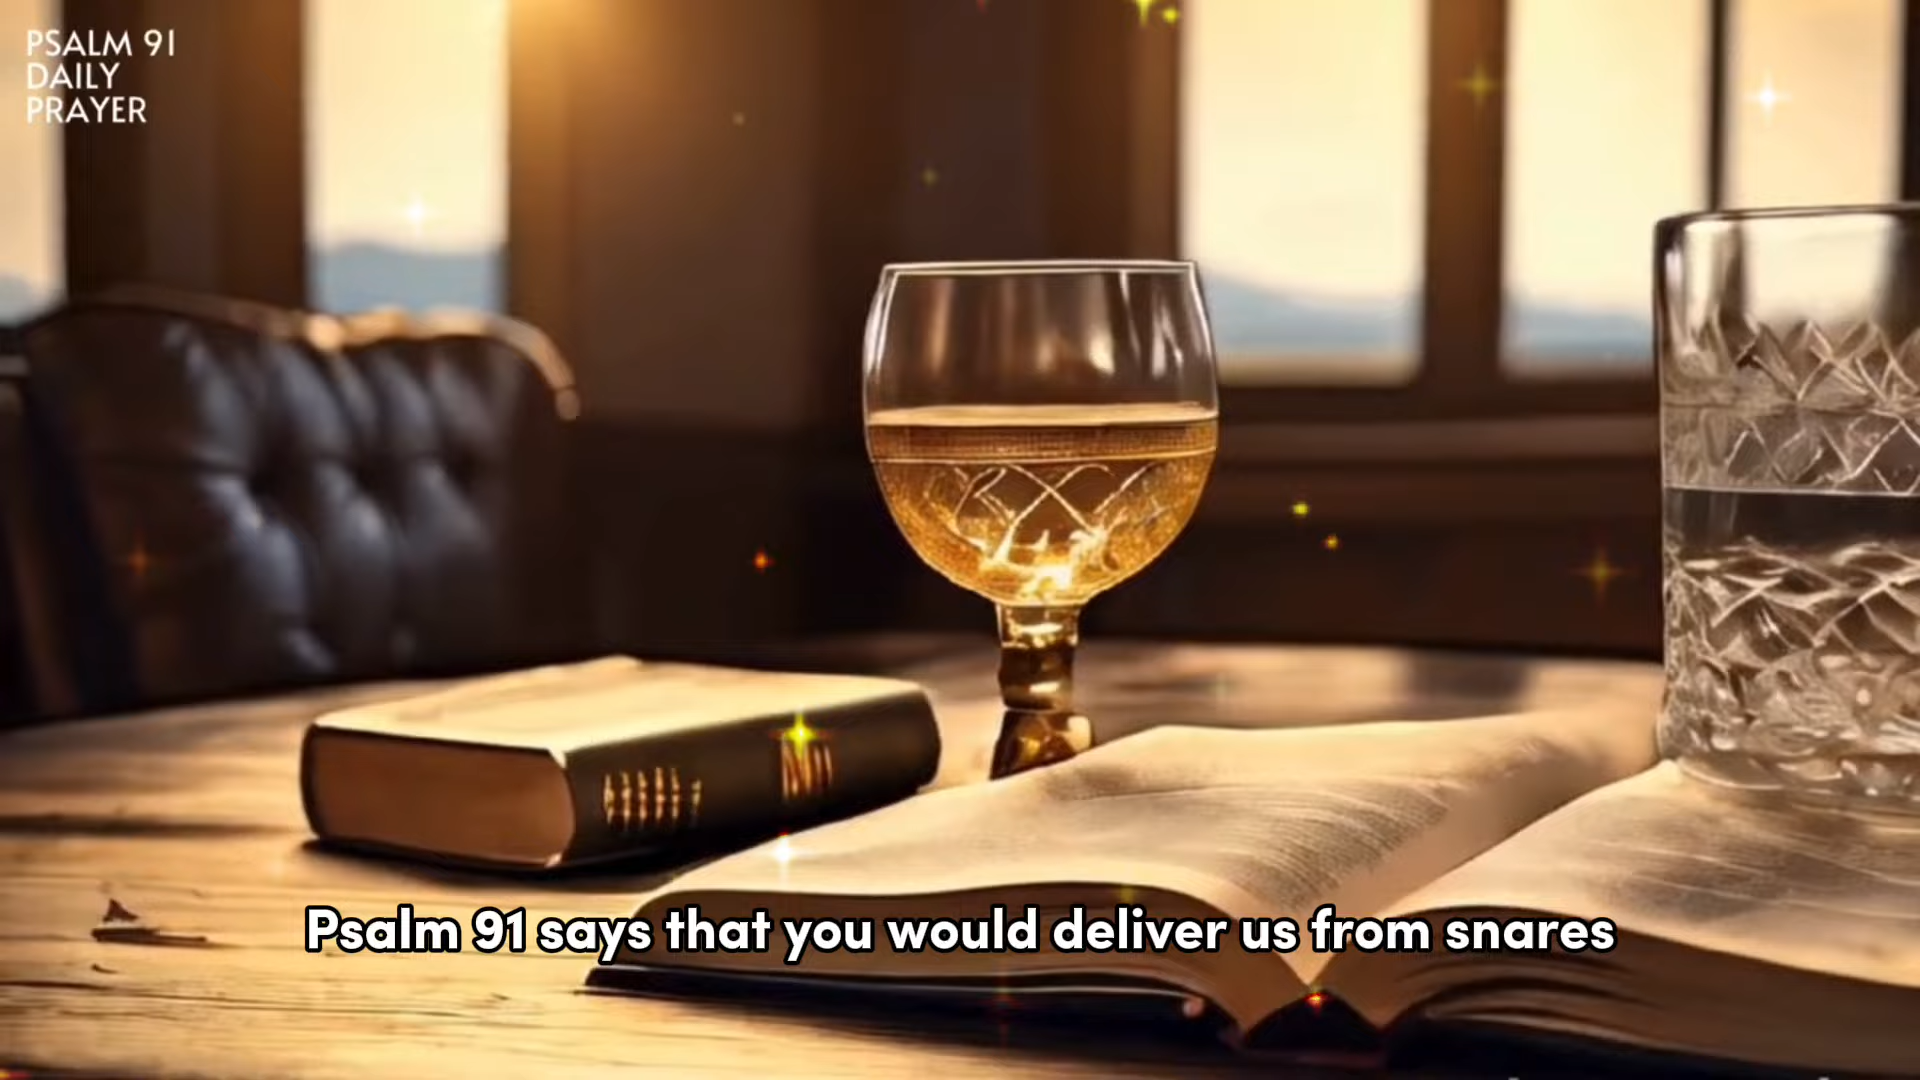 PSALM 91
DAILY
PRAYER
Psalm 91 says that you would deliver us from snares